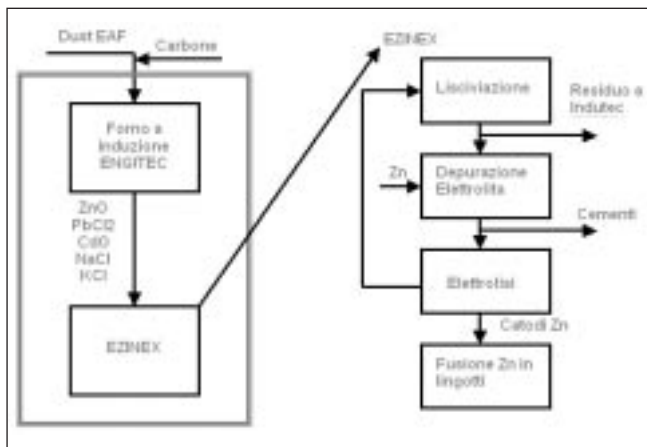 Dust EAF
Carbone
Forno a
induzione
ENGITEC
ZnO
PbCl2
CdO
NaCl
KCl
EZINEX
EZINEX
Lisciviazione
Residuo a
Indutec
Zn
Depurazione
Elettrolita
Cementi
Elettrolisi
Catodi Zn
Fusione Zn in
lingotti